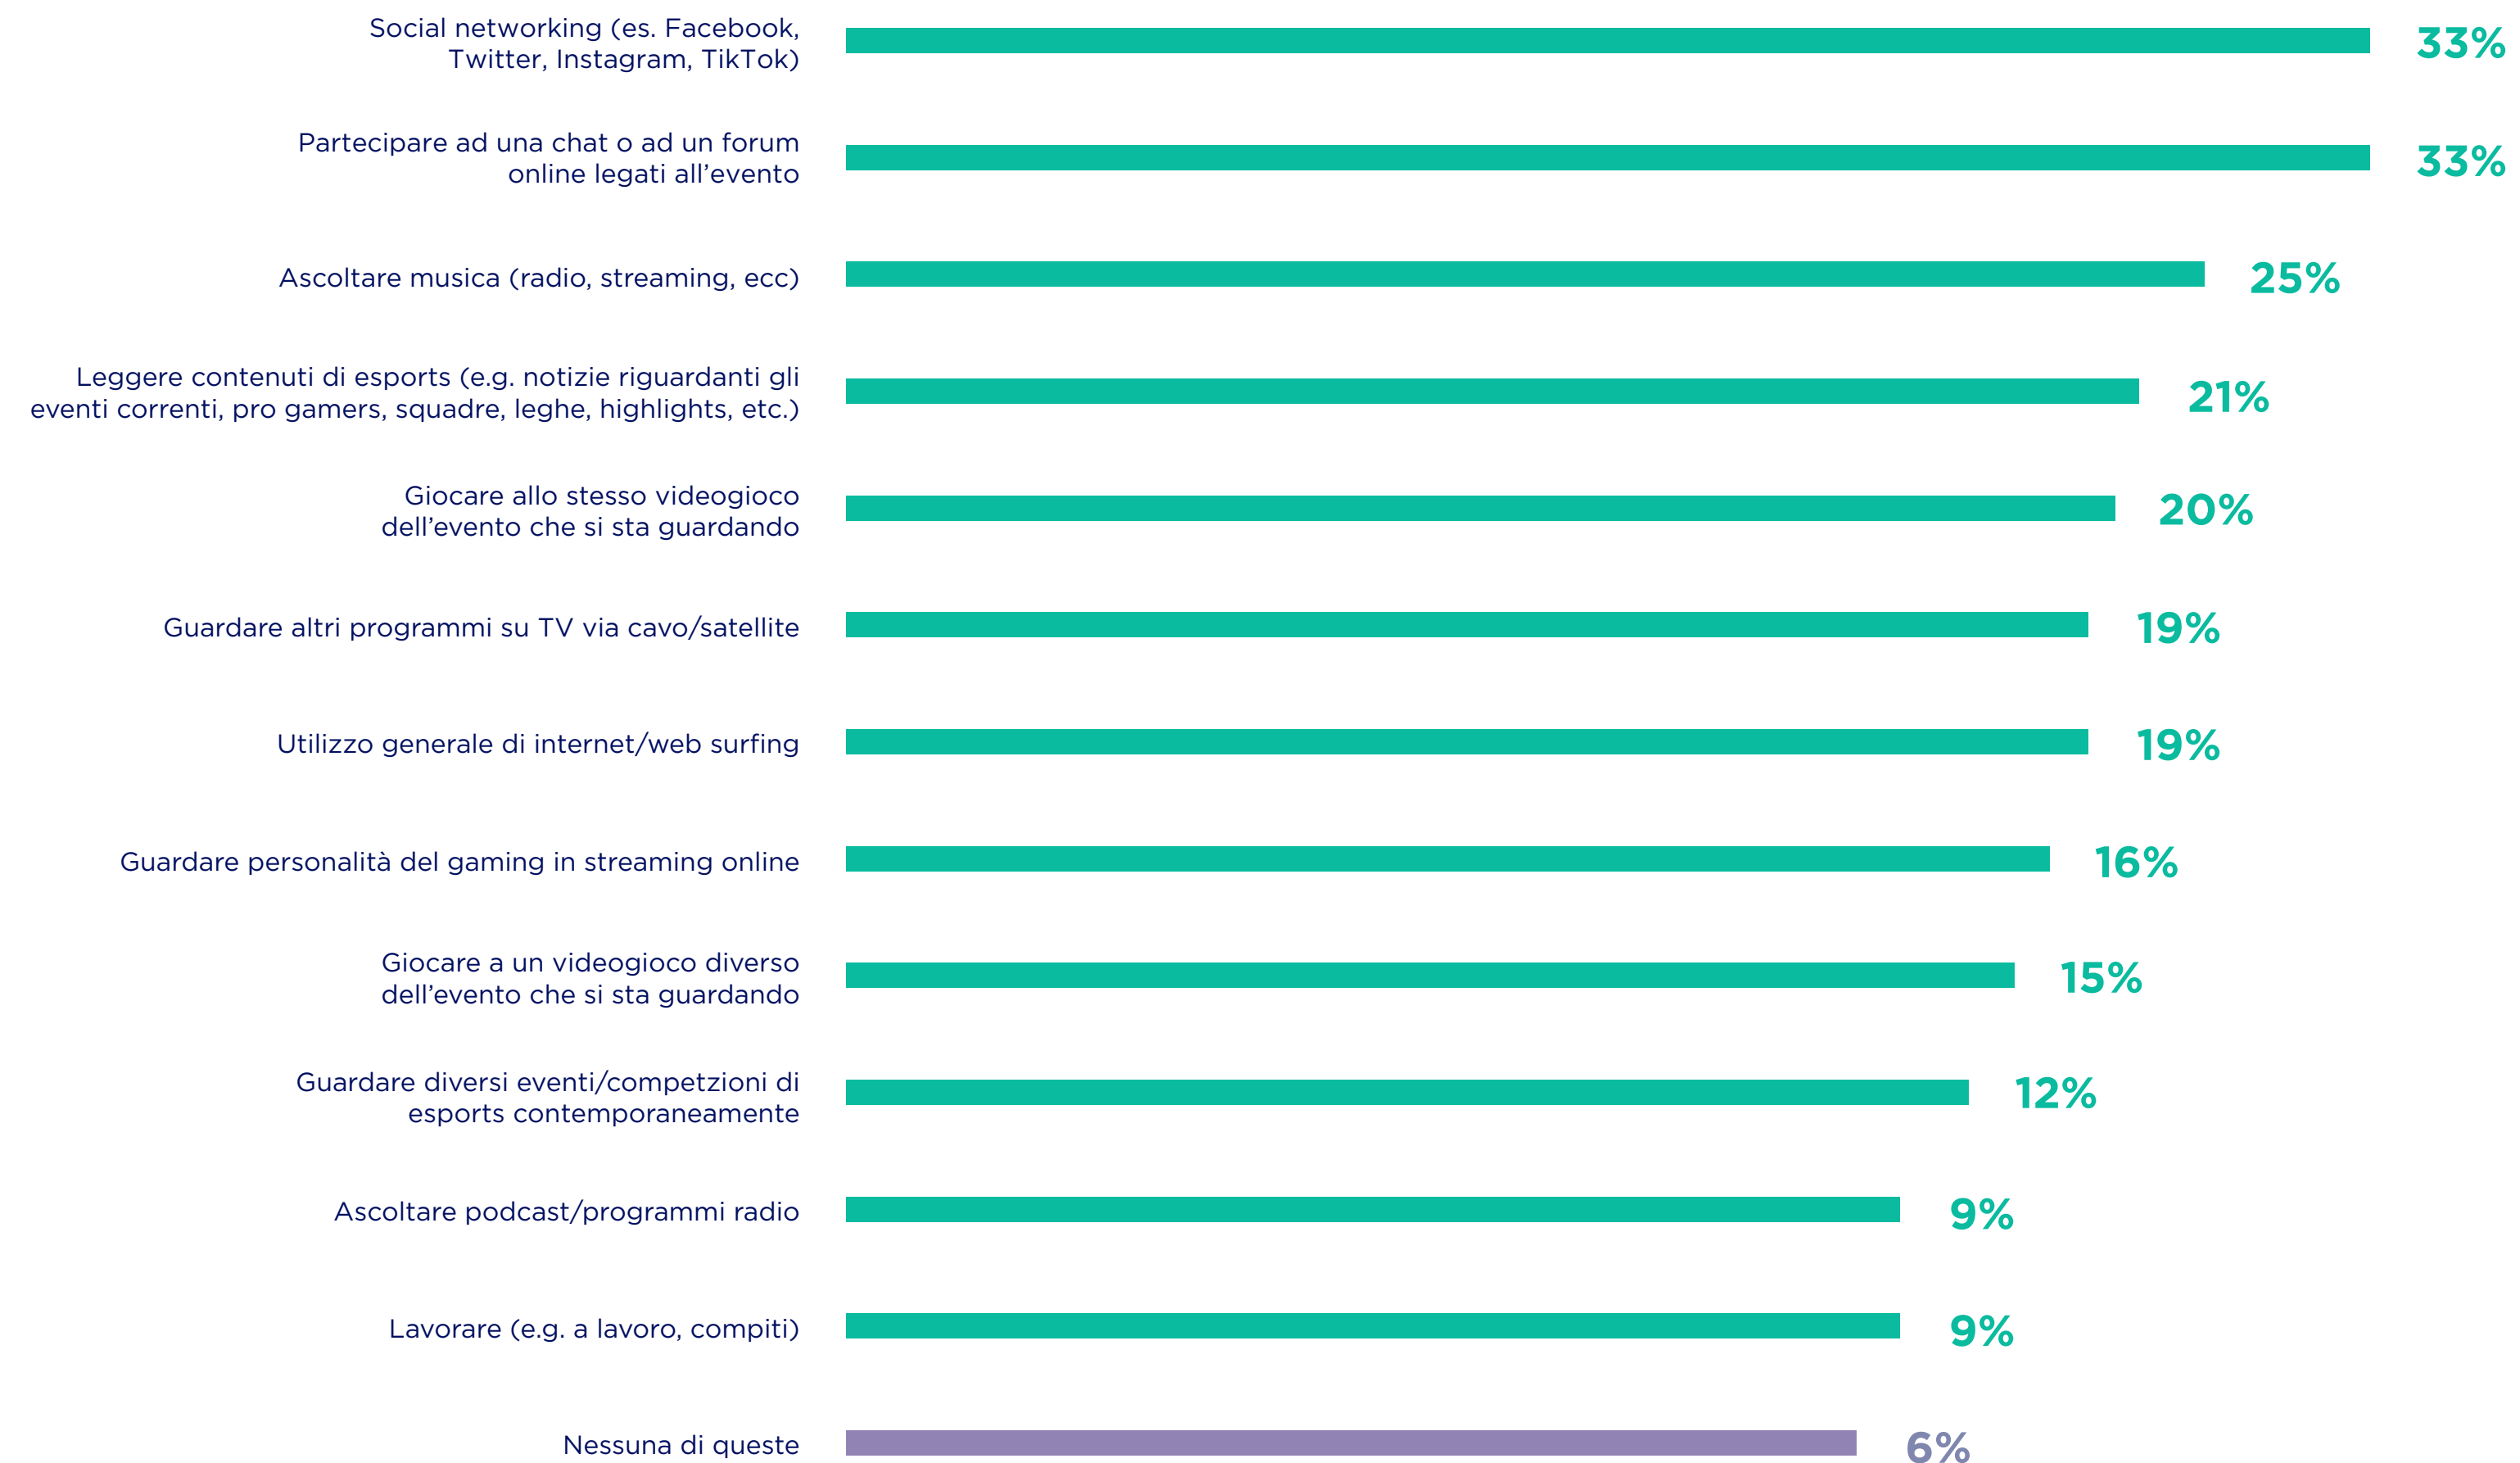 Social networking (es. Facebook,
Twitter, Instagram, TikTok)
33%
Partecipare ad una chat o ad un forum
online legati all’evento
33%
Ascoltare musica (radio, streaming, ecc)
25%
Leggere contenuti di esports (e.g. notizie riguardanti gli
eventi correnti, pro gamers, squadre, leghe, highlights, etc.)
21%
Giocare allo stesso videogioco
dell’evento che si sta guardando
20%
Guardare altri programmi su TV via cavo/satellite
19%
Utilizzo generale di internet/web surfing
19%
Guardare personalità del gaming in streaming online
16%
Giocare a un videogioco diverso
dell’evento che si sta guardando
15%
Guardare diversi eventi/competzioni di
esports contemporaneamente
12%
Ascoltare podcast/programmi radio
9%
Lavorare (e.g. a lavoro, compiti)
9%
Nessuna di queste
6%